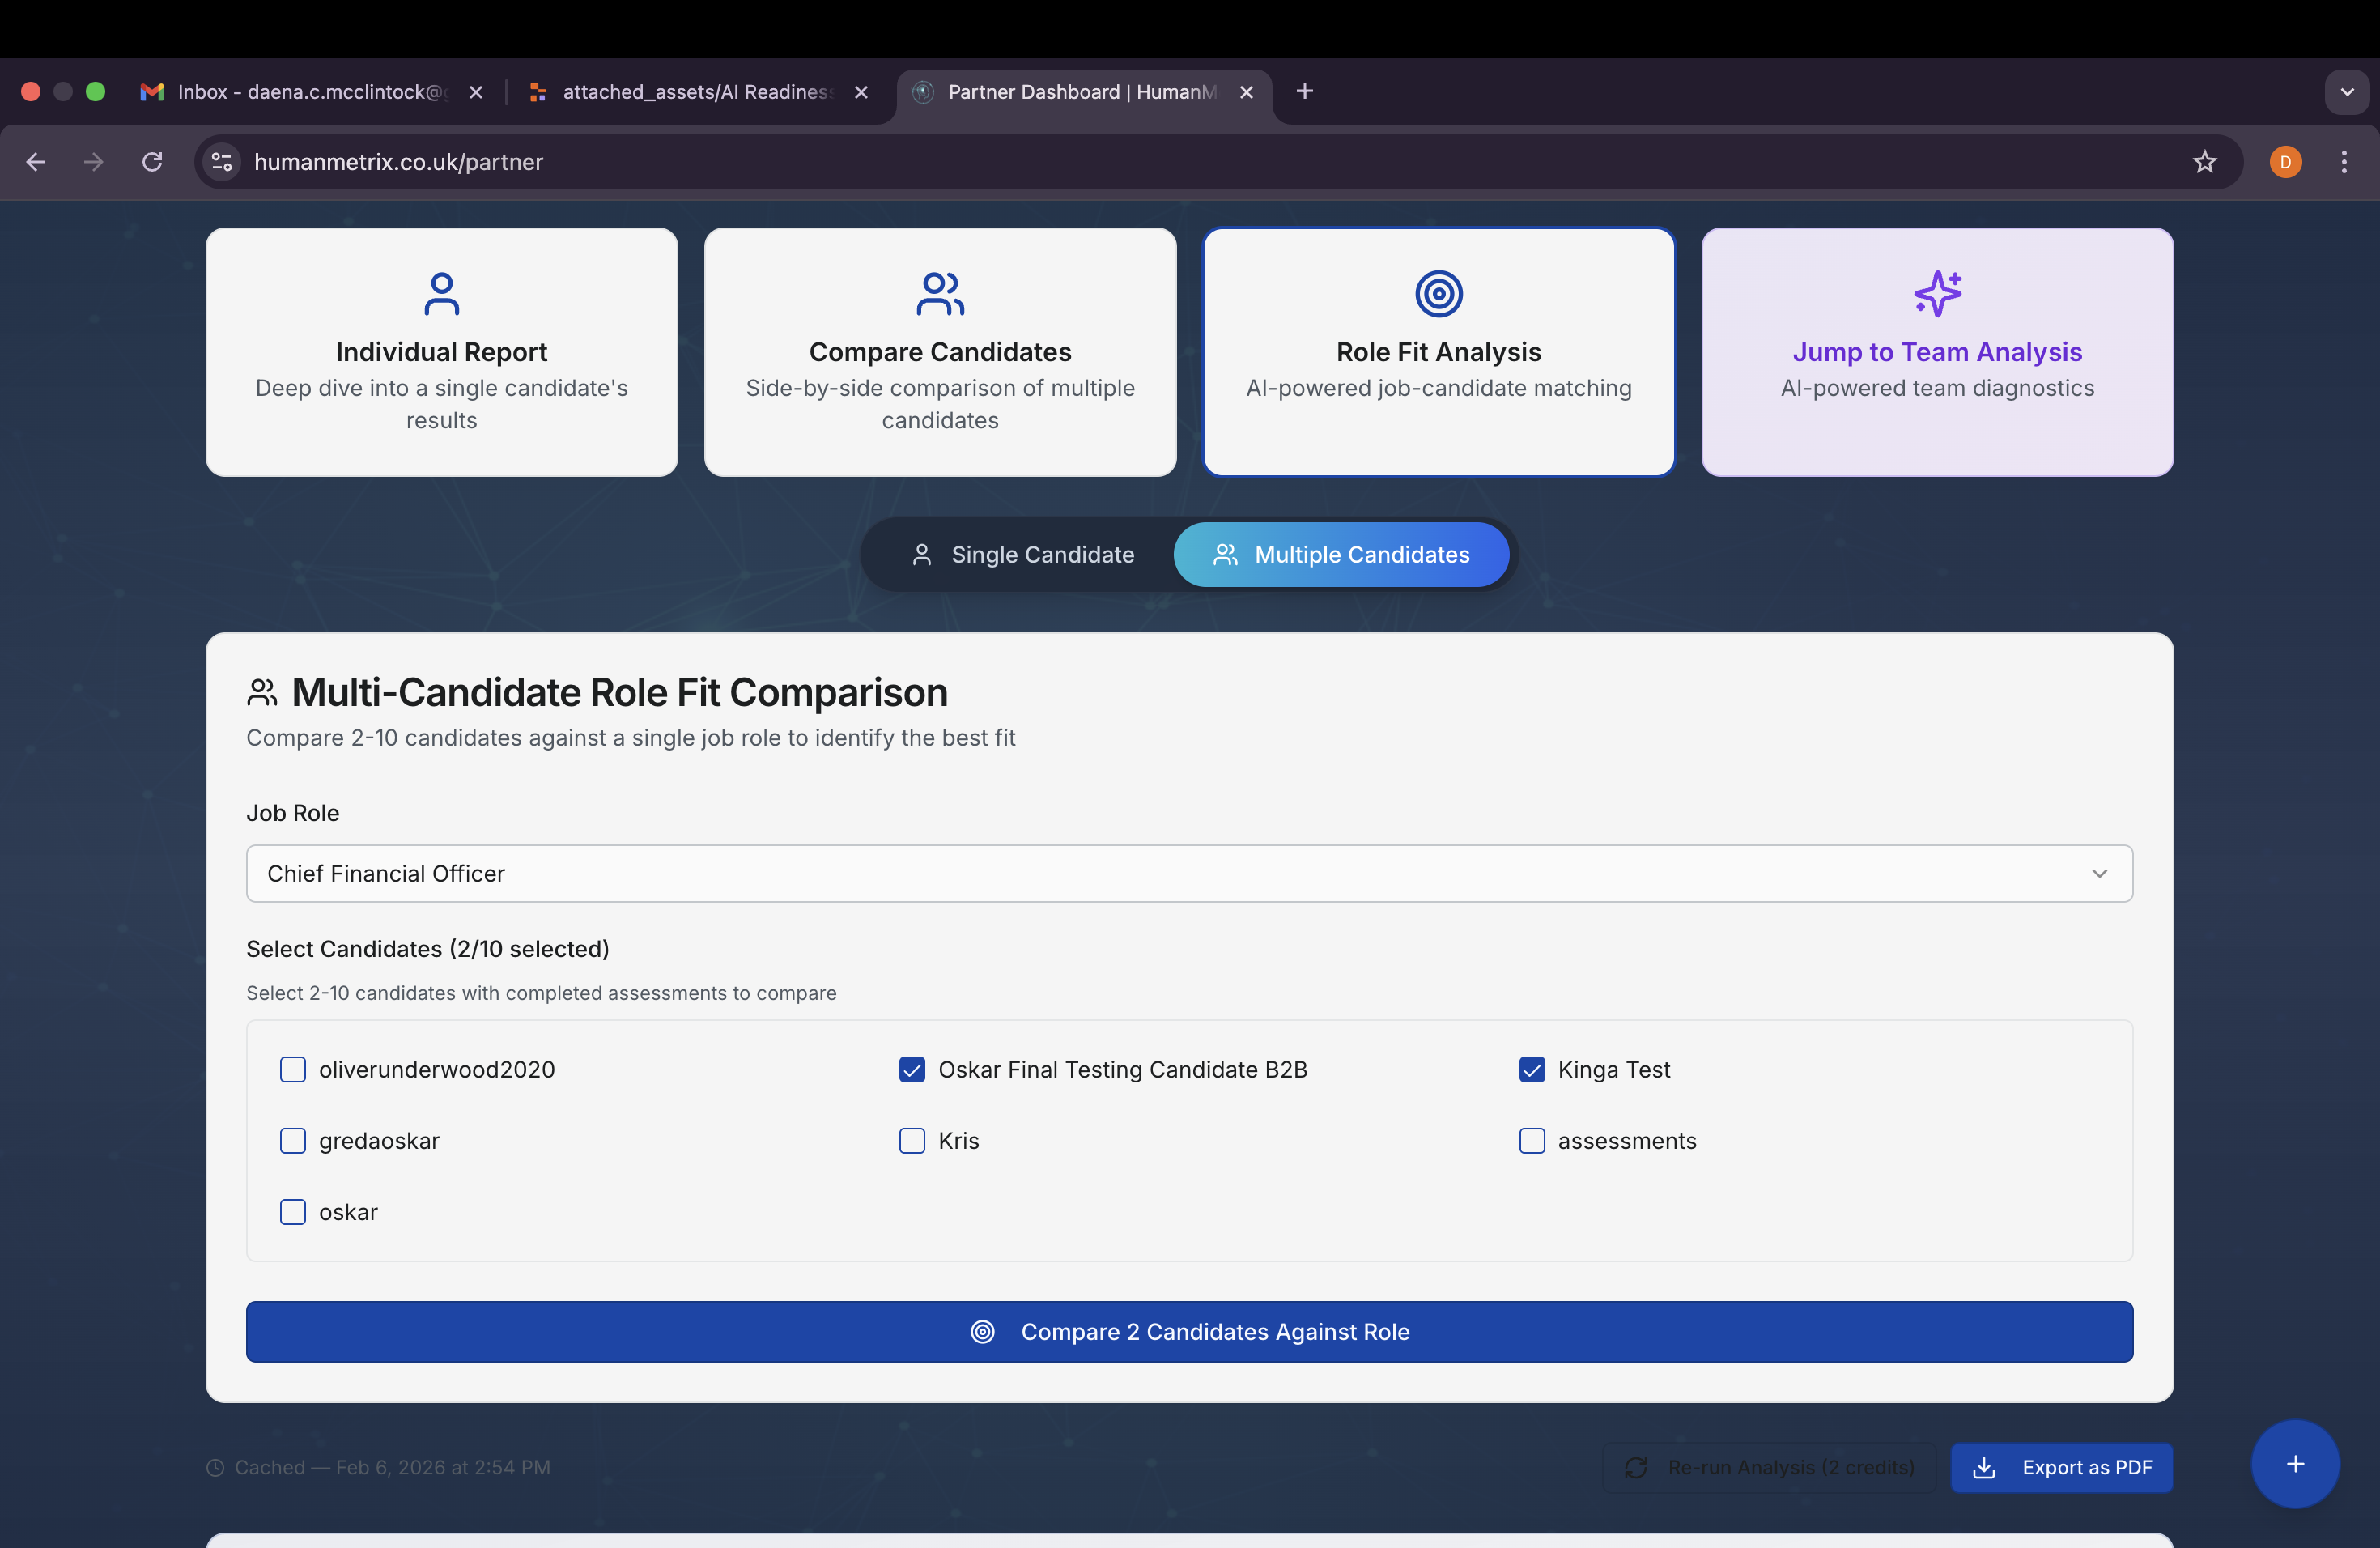 Inbox - daena.c.mcclintock@
attached_assets/AI Readiness
Partner Dashboard | HumanM
humanmetrix.co.uk/partner
D
Individual Report
Deep dive into a single candidate's
results
Compare Candidates
Side-by-side comparison of multiple
candidates
Role Fit Analysis
AI-powered job-candidate matching
Jump to Team Analysis
AI-powered team diagnostics
Single Candidate
Multiple Candidates
Multi-Candidate Role Fit Comparison
Compare 2-10 candidates against a single job role to identify the best fit
Job Role
Chief Financial Officer
Select Candidates (2/10 selected)
Select 2-10 candidates with completed assessments to compare
oliverunderwood2020
Oskar Final Testing Candidate B2B
Kinga Test
gredaoskar
Kris
assessments
oskar
Compare 2 Candidates Against Role
Cached — Feb 6, 2026 at 2:54 PM
Re-run Analysis (2 credits)
Export as PDF